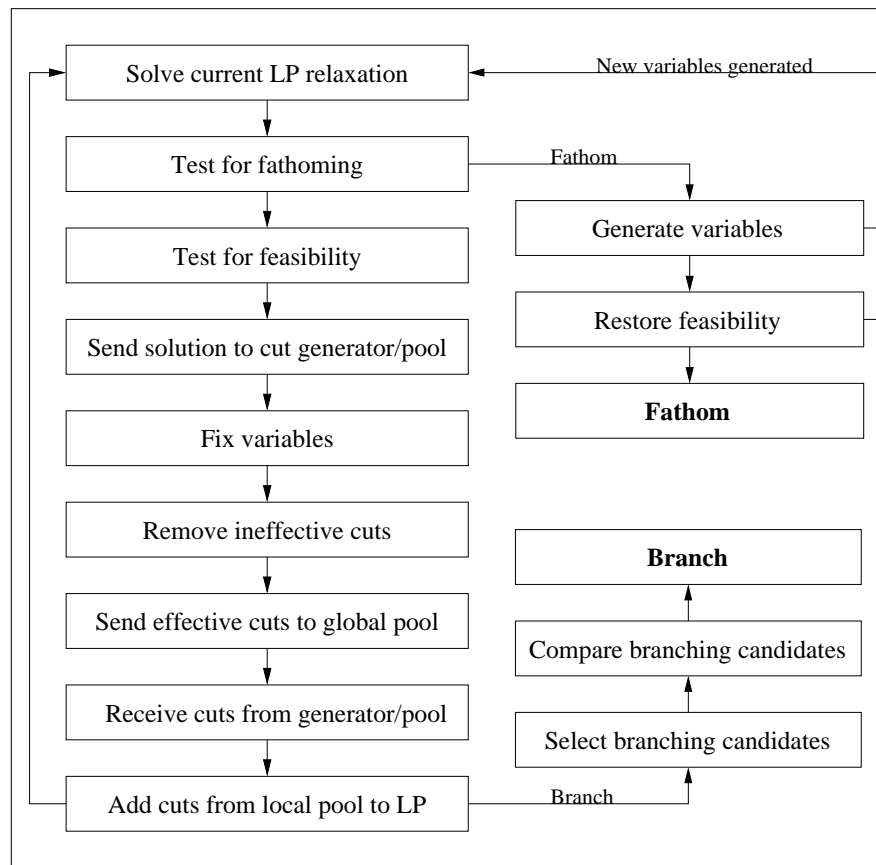 Solve current LP relaxation
New variables generated
Test for fathoming
Fathom
Generate variables
Test for feasibility
Restore feasibility
Send solution to cut generator/pool
Fathom
Fix variables
Remove ineffective cuts
Branch
Send effective cuts to global pool
Compare branching candidates
Receive cuts from generator/pool
Select branching candidates
Add cuts from local pool to LP
Branch